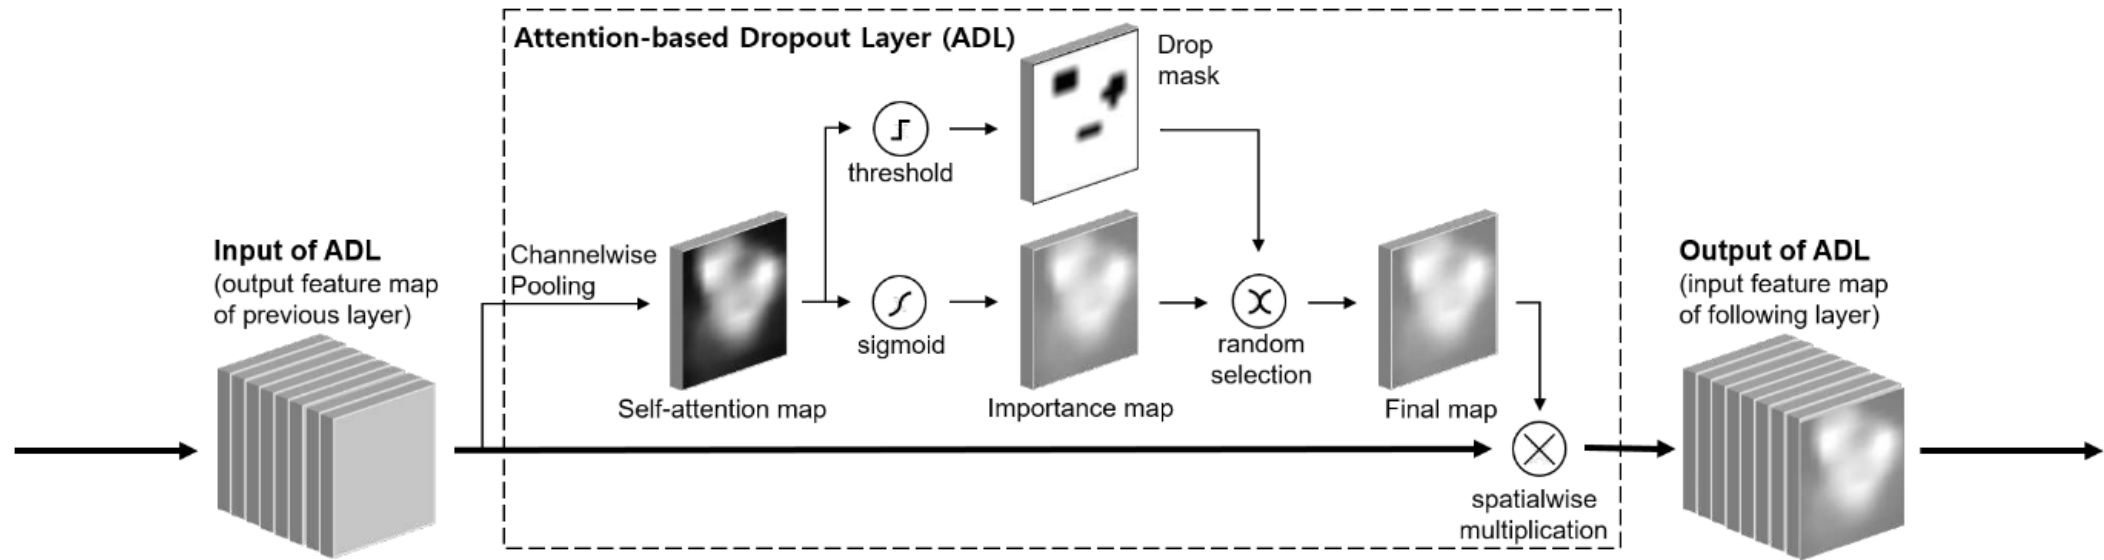 Attention-based Dropout Layer (ADL)
Drop
mask
threshold
Input of ADL
(output feature map
of previous layer)
Channelwise
Pooling
sigmoid
random
selection
Self-attention map
Importance map
Final map
spatialwise
multiplication
Output of ADL
(input feature map
of following layer)